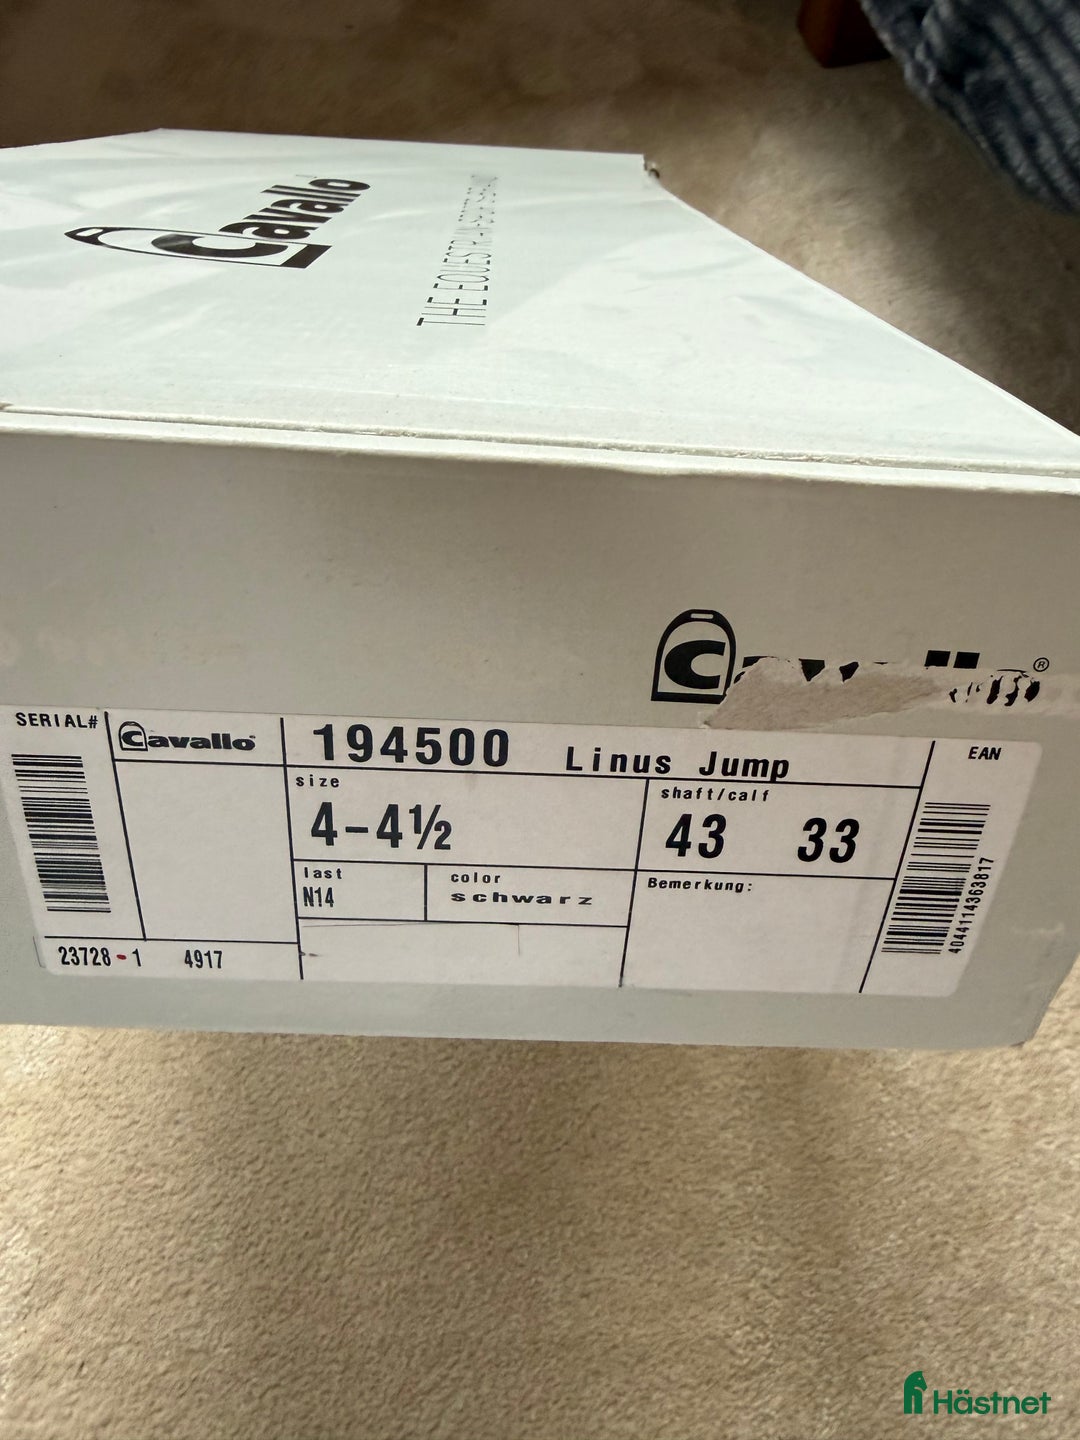 Cavallo
THE EQUESTRIAN-SPORTS
Cavallo®
SERIAL#
Cavallo
194500 Linus Jump
EAN
size
4-4½
shaft/calf
43 33
last
N14
color
schwarz
Bemerkung:
4044114363817
23728-1 4917
Hästnet